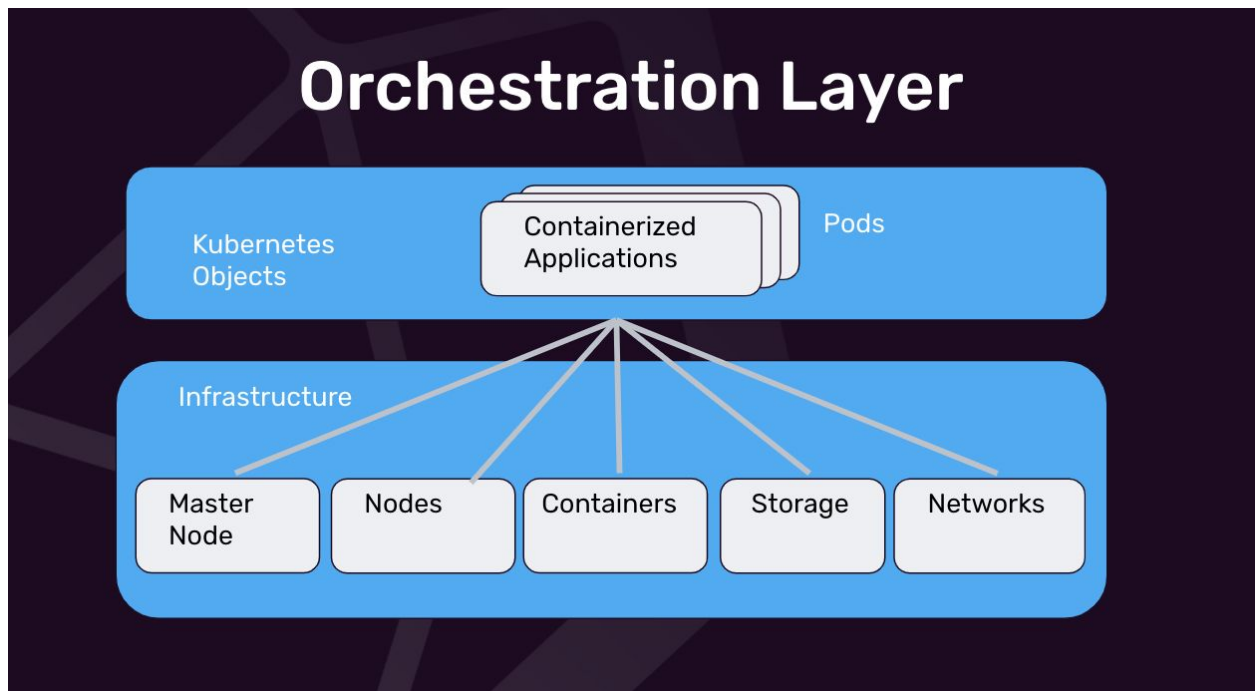 Orchestration Layer
Kubernetes
Objects
Containerized
Applications
Pods
Infrastructure
Master
Node
Nodes
Containers
Storage
Networks